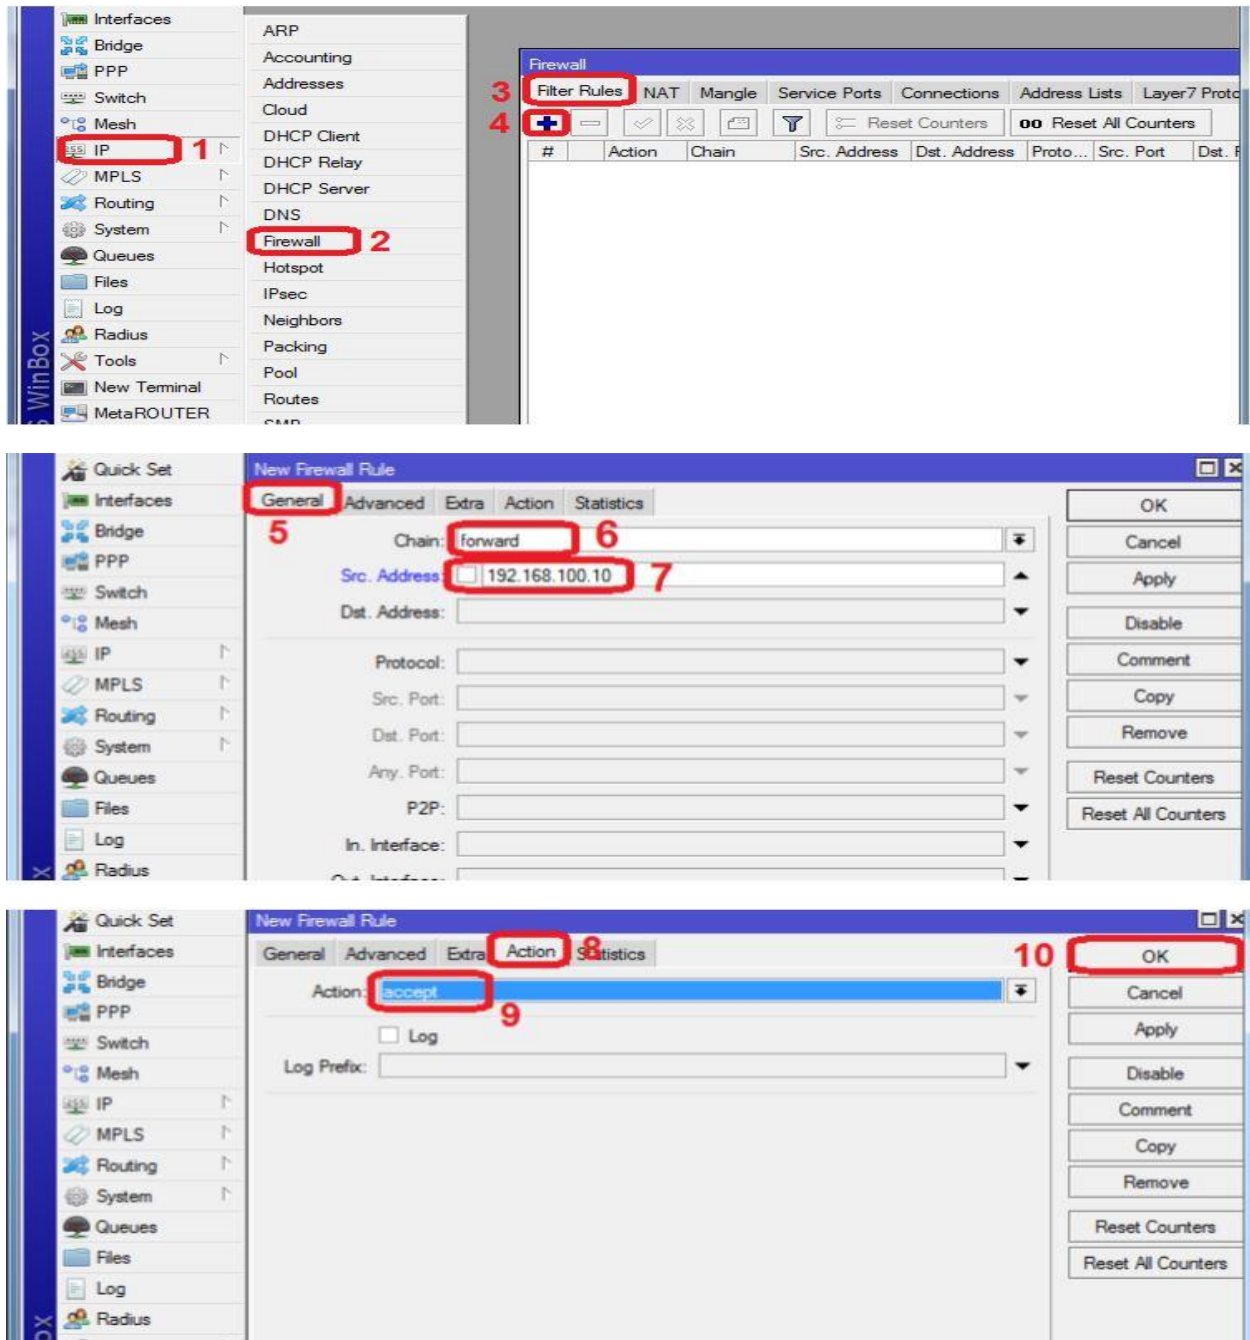 Interfaces
Bridge
PPP
Switch
Mesh
IP 1
MPLS
Routing
System
Queues
Files
Log
Radius
Tools
New Terminal
MetaROUTER
WinBox
ARP
Accounting
Addresses
Cloud
DHCP Client
DHCP Relay
DHCP Server
DNS
Firewall 2
Hotspot
IPsec
Neighbors
Packing
Pool
Routes
Firewall
3 Filter Rules NAT Mangle Service Ports Connections Address Lists Layer7 Proto
4 Reset Counters 00 Reset All Counters
# Action Chain Src. Address Dst. Address Proto... Src. Port Dst.
Quick Set
Interfaces
Bridge
PPP
Switch
Mesh
IP
MPLS
Routing
System
Queues
Files
Log
Radius
New Firewall Rule
General Advanced Extra Action Statistics
5
Chain: forward 6
Src. Address: 192.168.100.10 7
Dst. Address:
Protocol:
Src. Port:
Dst. Port:
Any. Port:
P2P:
In. Interface:
OK
Cancel
Apply
Disable
Comment
Copy
Remove
Reset Counters
Reset All Counters
Quick Set
Interfaces
Bridge
PPP
Switch
Mesh
IP
MPLS
Routing
System
Queues
Files
Log
Radius
New Firewall Rule
General Advanced Extra Action 8 Statistics
Action: accept 9
Log
Log Prefix:
10 OK
Cancel
Apply
Disable
Comment
Copy
Remove
Reset Counters
Reset All Counters